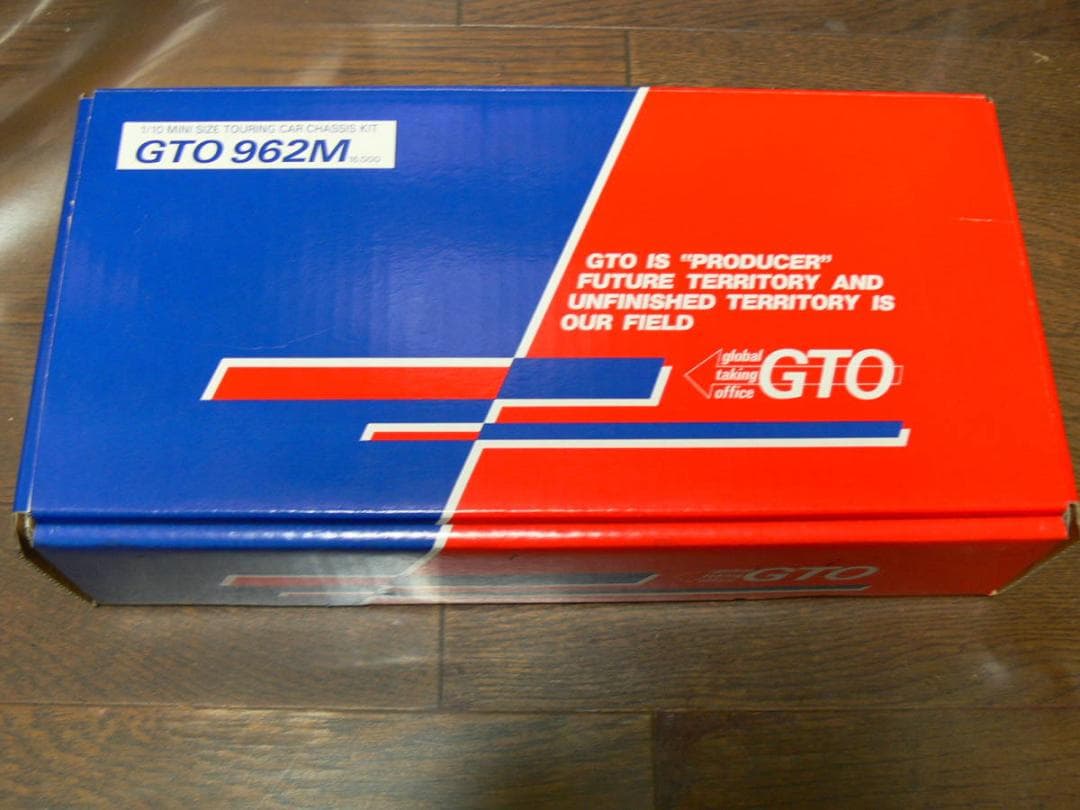 1/10 MINI SIZE TOURING CAR CHASSIS KIT
GTO 962M
GTO IS "PRODUCER"
FUTURE TERRITORY AND
UNFINISHED TERRITORY IS
OUR FIELD
global
taking
office
GTO
GTO